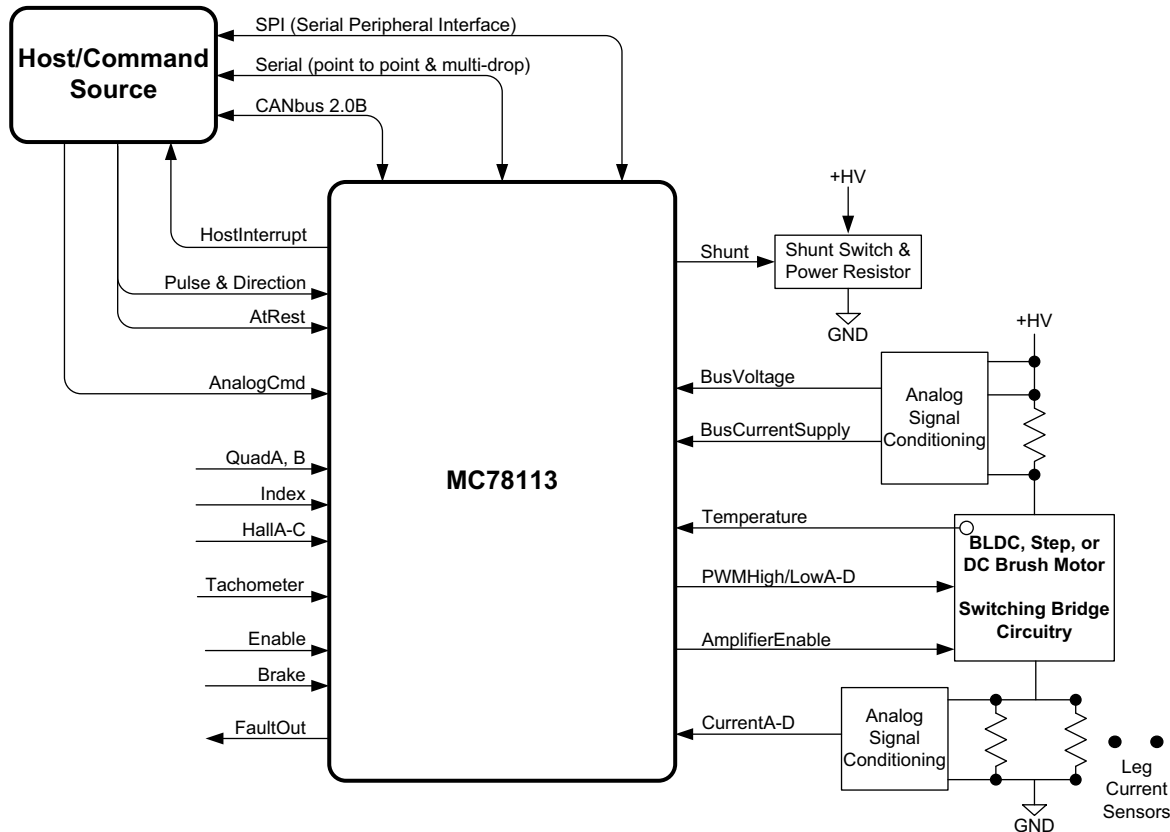 SPI (Serial Peripheral Interface)
Host/Command
Source
Serial (point to point & multi-drop)
CANbus 2.0B
+HV
HostInterrupt
Shunt
Shunt Switch &
Power Resistor
Pulse & Direction
AtRest
GND
+HV
AnalogCmd
BusVoltage
Analog
Signal
Conditioning
BusCurrentSupply
QuadA, B
MC78113
Index
HallA-C
Temperature
BLDC, Step, or
DC Brush Motor
Switching Bridge
Circuitry
Tachometer
PWMHigh/LowA-D
Enable
AmplifierEnable
Brake
FaultOut
CurrentA-D
Analog
Signal
Conditioning
Leg
Current
Sensors
GND